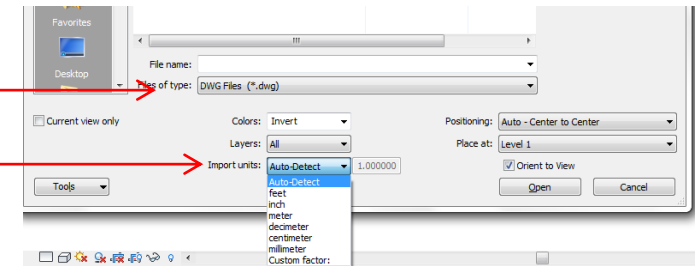 Favorites
Desktop
File name:
Files of type: DWG Files (*.dwg)
Current view only
Colors: Invert
Positioning: Auto - Center to Center
Layers: All
Place at: Level 1
Import units: Auto-Detect 1.000000
Orient to View
Tools
Open Cancel
Auto-Detect
feet
inch
meter
decimeter
centimeter
millimeter
Custom factor: